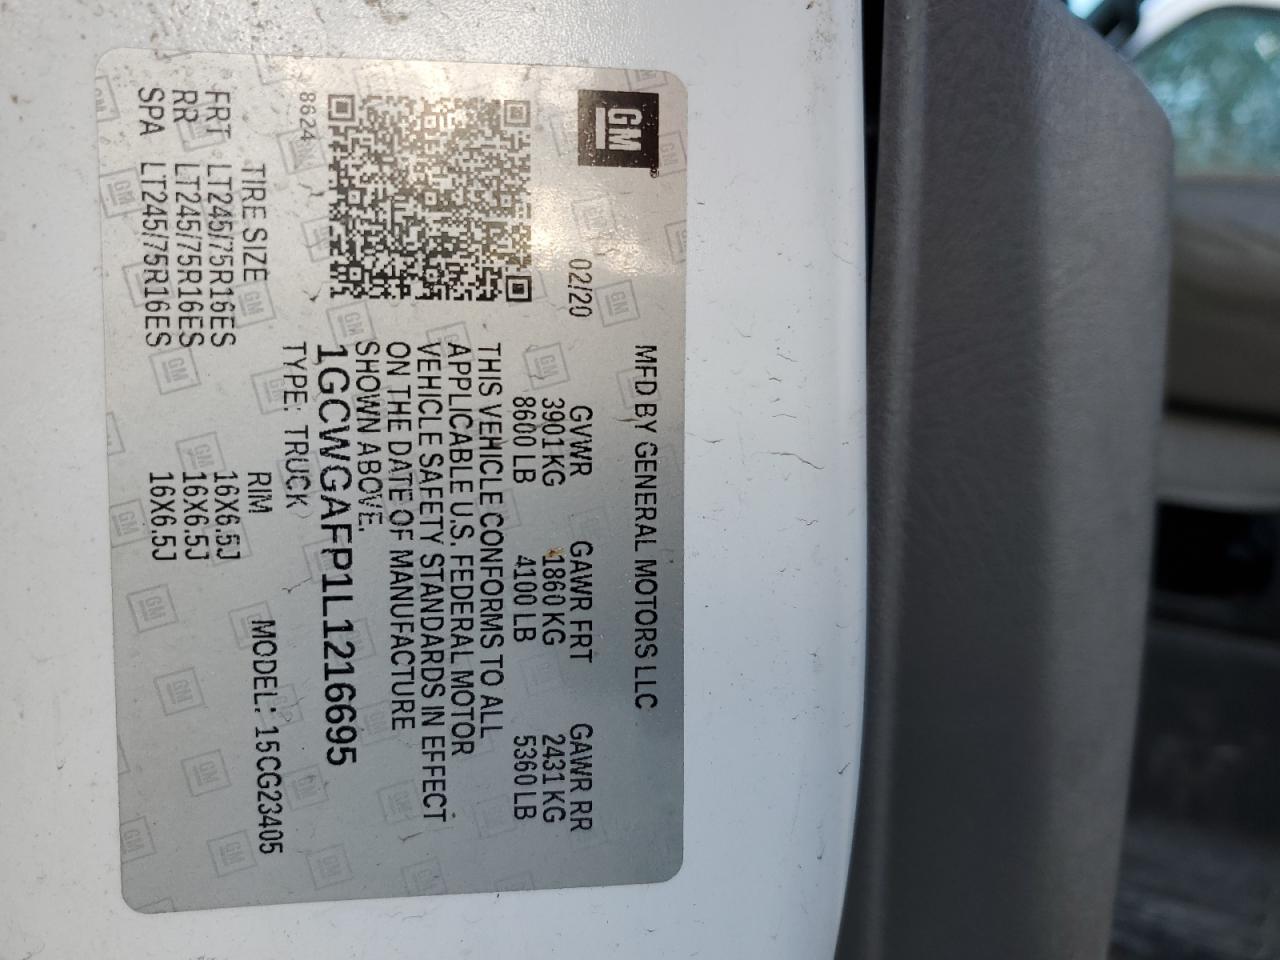 GM
MFD BY GENERAL MOTORS LLC
02/20
GVWR GAWR FRT GAWR RR
3901 KG 1860 KG 2431 KG
8600 LB 4100 LB 5360 LB
THIS VEHICLE CONFORMS TO ALL
APPLICABLE U.S. FEDERAL MOTOR
VEHICLE SAFETY STANDARDS IN EFFECT
ON THE DATE OF MANUFACTURE
SHOWN ABOVE.
1GCWGAFP1L1216695
8624
TYPE: TRUCK
MODEL: 15CG23405
TIRE SIZE RIM
FRT LT245/75R16ES 16X6.5J
RR LT245/75R16ES 16X6.5J
SPA LT245/75R16ES 16X6.5J